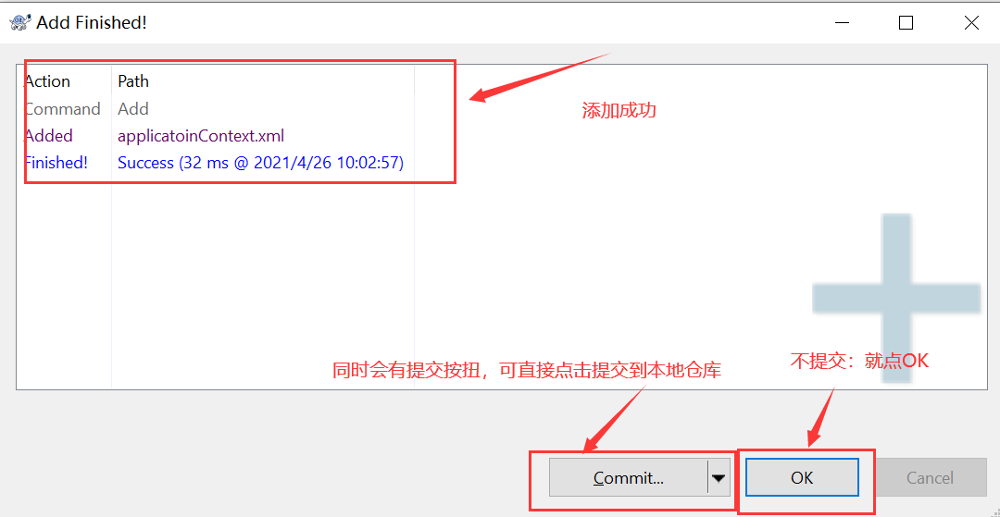 Add Finished!
Action Path
Command Add
Added applicatoinContext.xml
Finished! Success (32 ms @ 2021/4/26 10:02:57)
添加成功
同时会有提交按扭，可直接点击提交到本地仓库
不提交：就点OK
Commit...
OK
Cancel